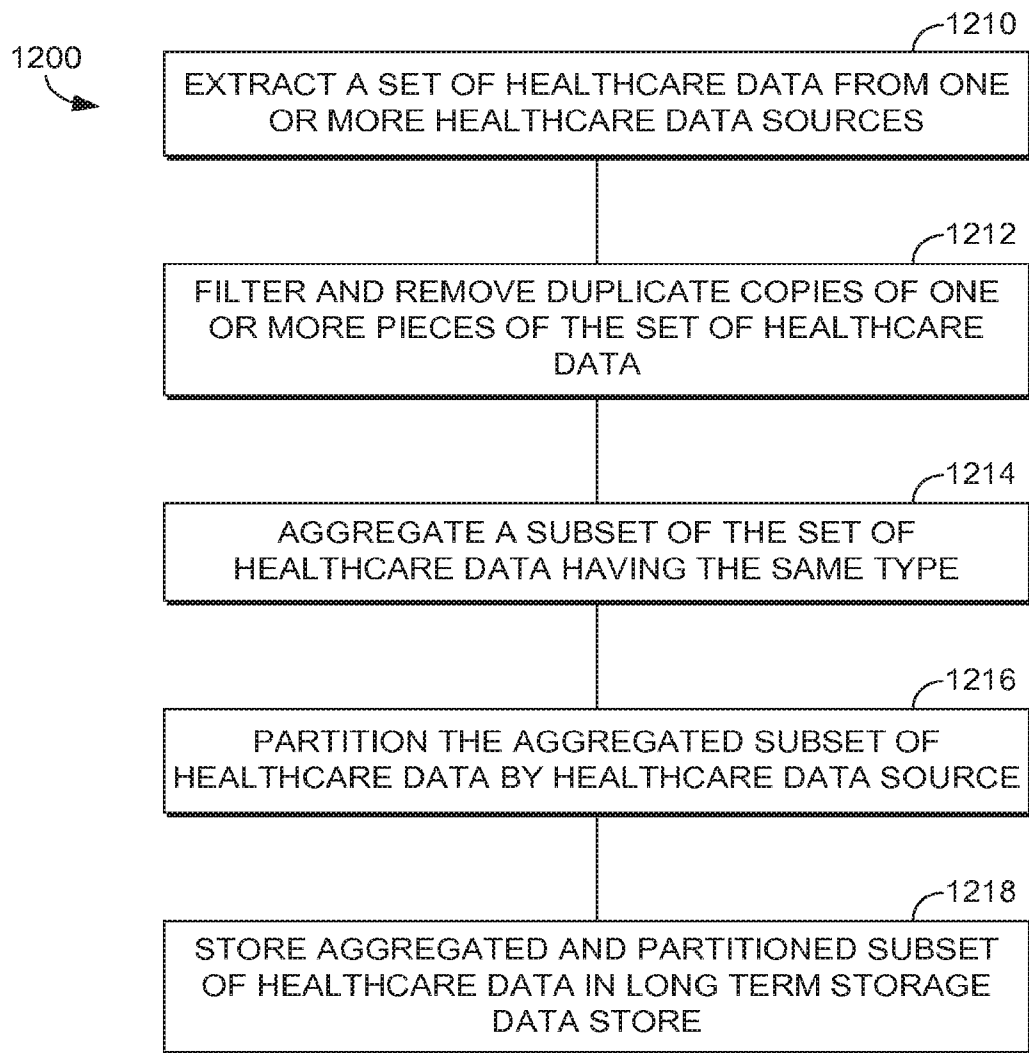 1200
1210
EXTRACT A SET OF HEALTHCARE DATA FROM ONE
OR MORE HEALTHCARE DATA SOURCES
1212
FILTER AND REMOVE DUPLICATE COPIES OF ONE
OR MORE PIECES OF THE SET OF HEALTHCARE
DATA
1214
AGGREGATE A SUBSET OF THE SET OF
HEALTHCARE DATA HAVING THE SAME TYPE
1216
PARTITION THE AGGREGATED SUBSET OF
HEALTHCARE DATA BY HEALTHCARE DATA SOURCE
1218
STORE AGGREGATED AND PARTITIONED SUBSET
OF HEALTHCARE DATA IN LONG TERM STORAGE
DATA STORE